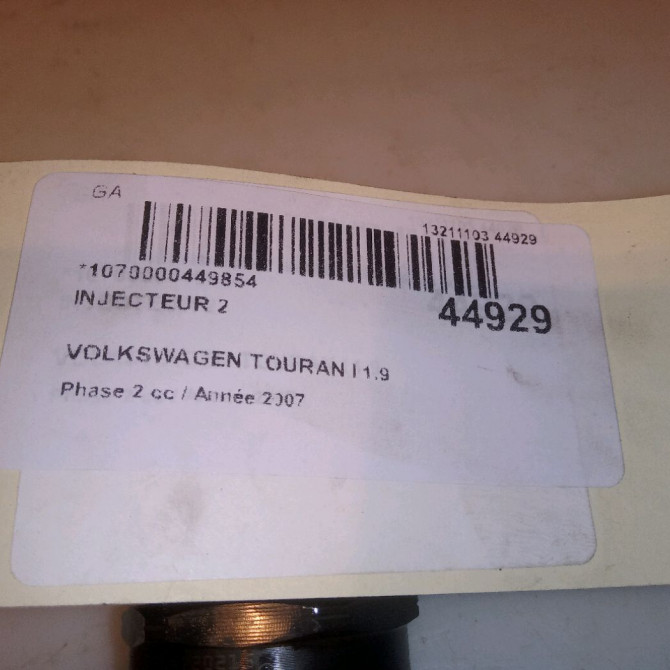 GA
13211103 44929
*1070000449854
INJECTEUR 2
44929
VOLKSWAGEN TOURAN I 1.9
Phase 2 cc / Année 2007